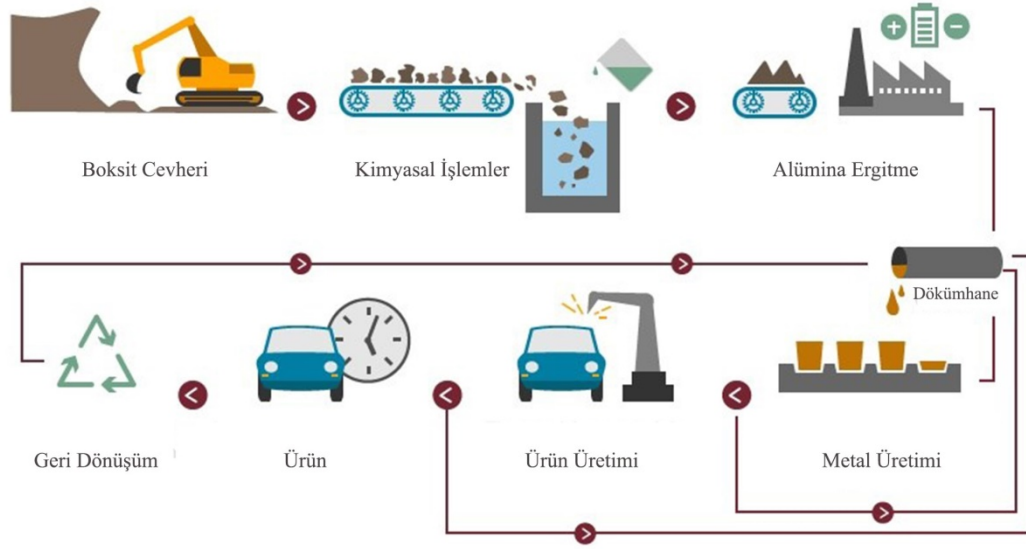 Boksit Cevheri
Kimyasal İşlemler
Alümina Ergitme
Dökümhane
Geri Dönüşüm
Ürün
Ürün Üretimi
Metal Üretimi